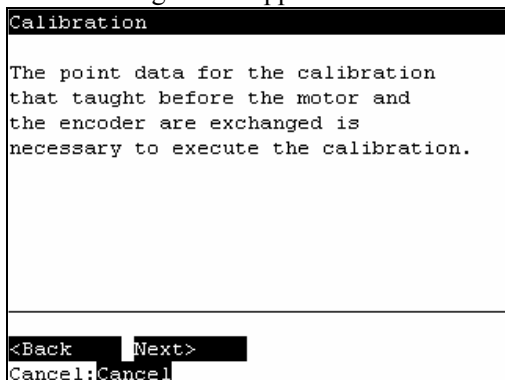 Calibration
The point data for the calibration
that taught before the motor and
the encoder are exchanged is
necessary to execute the calibration.
<Back Next>
Cancel:Cancel